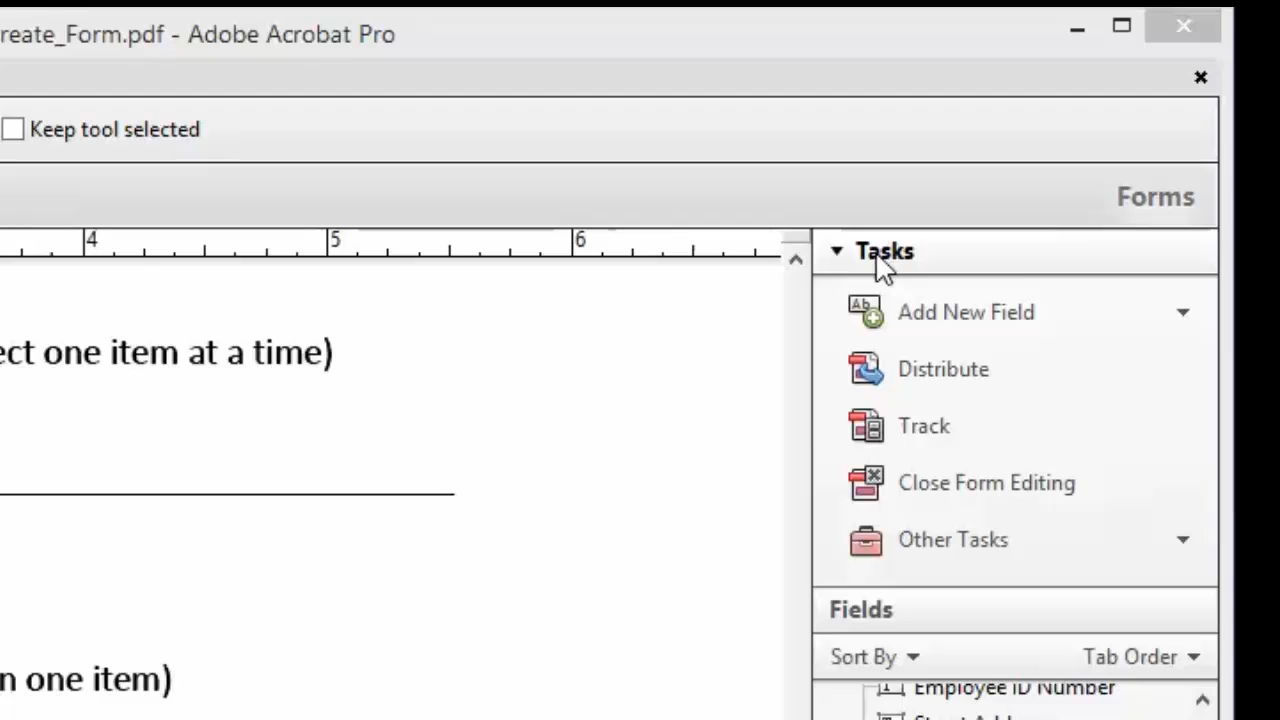 reate_Form.pdf - Adobe Acrobat Pro
Keep tool selected
Forms
4 5 6
Tasks
Add New Field
ect one item at a time)
Distribute
Track
Close Form Editing
Other Tasks
Fields
Sort By Tab Order
n one item)
Employee ID Number